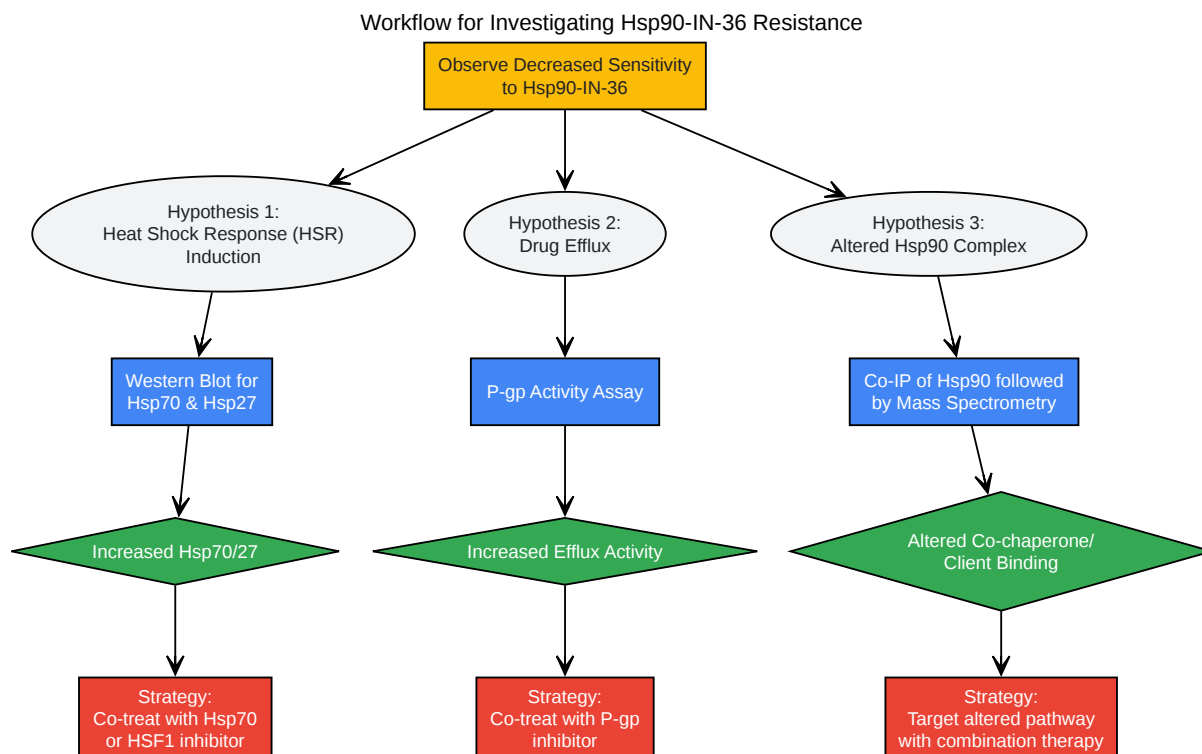 Workflow for Investigating Hsp90-IN-36 Resistance
Observe Decreased Sensitivity
to Hsp90-IN-36
Hypothesis 1:
Heat Shock Response (HSR)
Induction
Hypothesis 2:
Drug Efflux
Hypothesis 3:
Altered Hsp90 Complex
Western Blot for
Hsp70 & Hsp27
P-gp Activity Assay
Co-IP of Hsp90 followed
by Mass Spectrometry
Increased Hsp70/27
Increased Efflux Activity
Altered Co-chaperone/
Client Binding
Strategy:
Co-treat with Hsp70
or HSF1 inhibitor
Strategy:
Co-treat with P-gp
inhibitor
Strategy:
Target altered pathway
with combination therapy